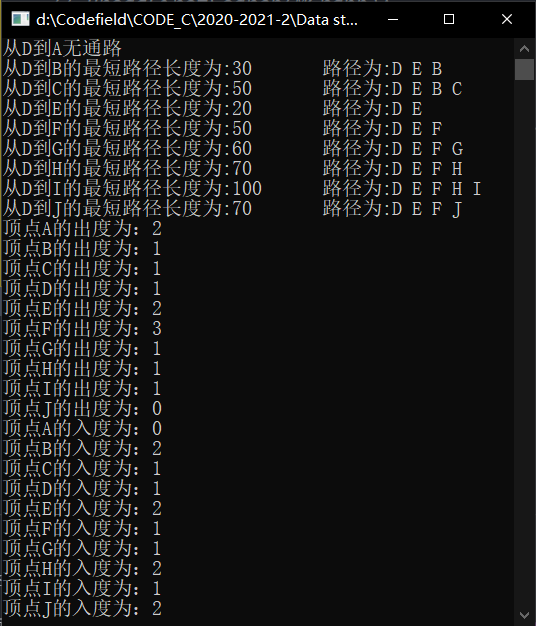 d:\Codefield\CODE_C\2020-2021-2\Data st...
从D到A无通路
从D到B的最短路径长度为:30 路径为:D E B
从D到C的最短路径长度为:50 路径为:D E B C
从D到E的最短路径长度为:20 路径为:D E
从D到F的最短路径长度为:50 路径为:D E F
从D到G的最短路径长度为:60 路径为:D E F G
从D到H的最短路径长度为:70 路径为:D E F H
从D到I的最短路径长度为:100 路径为:D E F H I
从D到J的最短路径长度为:70 路径为:D E F J
顶点A的出度为：2
顶点B的出度为：1
顶点C的出度为：1
顶点D的出度为：1
顶点E的出度为：2
顶点F的出度为：3
顶点G的出度为：1
顶点H的出度为：1
顶点I的出度为：1
顶点J的出度为：0
顶点A的入度为：0
顶点B的入度为：2
顶点C的入度为：1
顶点D的入度为：1
顶点E的入度为：2
顶点F的入度为：1
顶点G的入度为：1
顶点H的入度为：2
顶点I的入度为：1
顶点J的入度为：2